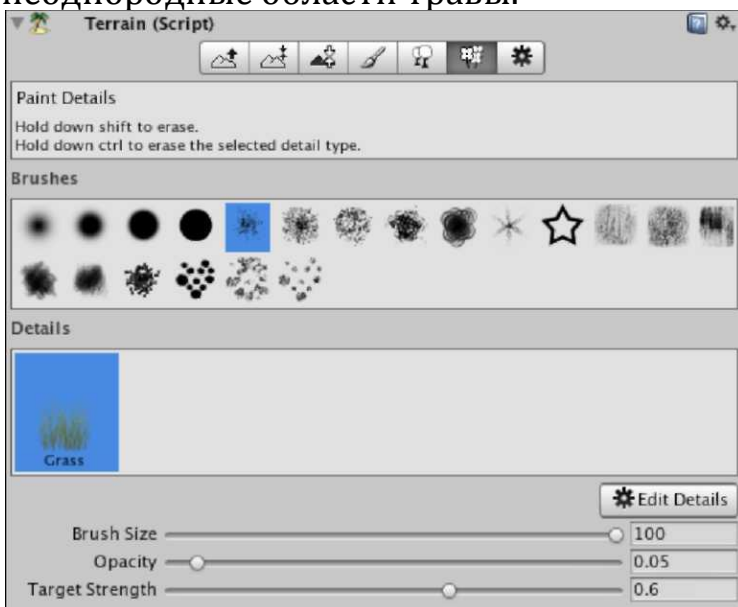 неоднородные области травы.
Terrain (Script)
Paint Details
Hold down shift to erase.
Hold down ctrl to erase the selected detail type.
Brushes
Details
Grass
Edit Details
Brush Size 100
Opacity 0.05
Target Strength 0.6